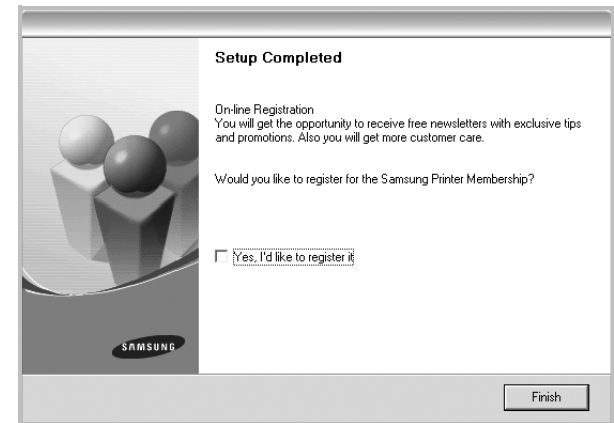 Setup Completed
On-line Registration
You will get the opportunity to receive free newsletters with exclusive tips
and promotions. Also you will get more customer care.
Would you like to register for the Samsung Printer Membership?
Yes, I'd like to register it
SAMSUNG
Finish